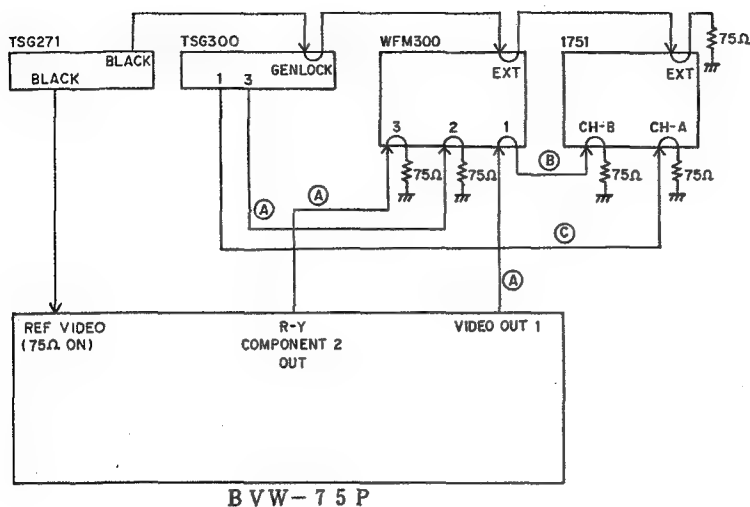 TSG271
BLACK
BLACK
TSG300
1 3
GENLOCK
WFM300
EXT
3 2 1
1751
EXT
75Ω
CH-B CH-A
75Ω
75Ω
75Ω
75Ω
Ⓐ
Ⓐ
Ⓑ
Ⓒ
Ⓐ
REF VIDEO
(75Ω ON)
R-Y
COMPONENT 2
OUT
VIDEO OUT 1
BVW-75P